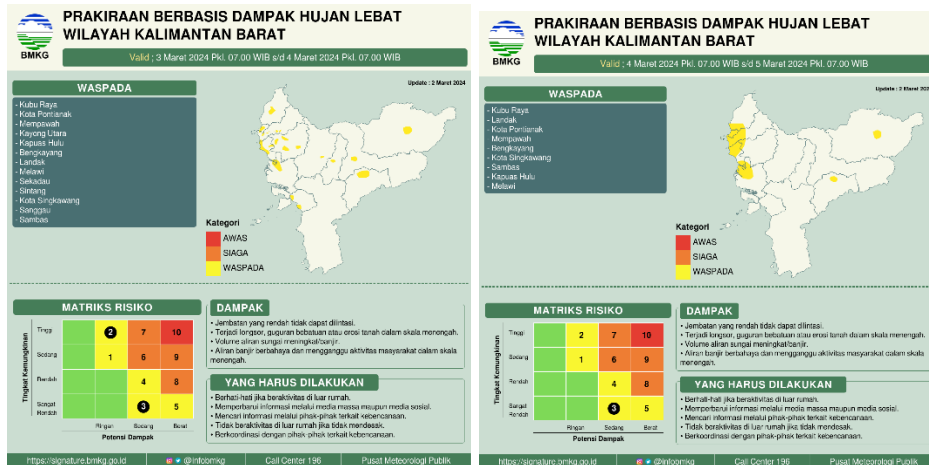 PRAKIRAAN BERBASIS DAMPAK HUJAN LEBAT
WILAYAH KALIMANTAN BARAT
BMKG
Valid ; 3 Maret 2024 Pkl. 07.00 WIB s/d 4 Maret 2024 Pkl. 07.00 WIB
Update : 2 Maret 2024
WASPADA
- Kubu Raya
- Kota Pontianak
- Mempawah
- Kayong Utara
- Kapuas Hulu
- Bengkayang
- Landak
- Melawi
- Sekadau
- Sintang
- Kota Singkawang
- Sanggau
- Sambas
Kategori
AWAS
SIAGA
WASPADA
MATRIKS RISIKO
Tingkat Kemungkinan
Tinggi
2 7 10
Sedang
1 6 9
Rendah
4 8
Sangat
Rendah
3 5
Ringan Sedang Berat
Potensi Dampak
DAMPAK
• Jembatan yang rendah tidak dapat dilintasi.
• Terjadi longsor, guguran bebatuan atau erosi tanah dalam skala menengah.
• Volume aliran sungai meningkat/banjir.
• Aliran banjir berbahaya dan mengganggu aktivitas masyarakat dalam skala
menengah.
YANG HARUS DILAKUKAN
• Berhati-hati jika beraktivitas di luar rumah.
• Memperbarui informasi melalui media massa maupun media sosial.
• Mencari informasi melalui pihak-pihak terkait kebencanaan.
• Tidak beraktivitas di luar rumah jika tidak mendesak.
• Berkoordinasi dengan pihak-pihak terkait kebencanaan.
https://signature.bmkg.go.id
@infobmkg
Call Center 196
Pusat Meteorologi Publik
PRAKIRAAN BERBASIS DAMPAK HUJAN LEBAT
WILAYAH KALIMANTAN BARAT
BMKG
Valid ; 4 Maret 2024 Pkl. 07.00 WIB s/d 5 Maret 2024 Pkl. 07.00 WIB
Update : 2 Maret 202
WASPADA
- Kubu Raya
- Landak
- Kota Pontianak
- Mempawah
- Bengkayang
- Kota Singkawang
- Sambas
- Kapuas Hulu
- Melawi
Kategori
AWAS
SIAGA
WASPADA
MATRIKS RISIKO
Tingkat Kemungkinan
Tinggi
2 7 10
Sedang
1 6 9
Rendah
4 8
Sangat
Rendah
3 5
Ringan Sedang Berat
Potensi Dampak
DAMPAK
• Jembatan yang rendah tidak dapat dilintasi.
• Terjadi longsor, guguran bebatuan atau erosi tanah dalam skala menengah.
• Volume aliran sungai meningkat/banjir.
• Aliran banjir berbahaya dan mengganggu aktivitas masyarakat dalam skala
menengah.
YANG HARUS DILAKUKAN
• Berhati-hati jika beraktivitas di luar rumah.
• Memperbarui informasi melalui media massa maupun media sosial.
• Mencari informasi melalui pihak-pihak terkait kebencanaan.
• Tidak beraktivitas di luar rumah jika tidak mendesak.
• Berkoordinasi dengan pihak-pihak terkait kebencanaan.
https://signature.bmkg.go.id
@infobmkg
Call Center 196
Pusat Meteorologi Publik